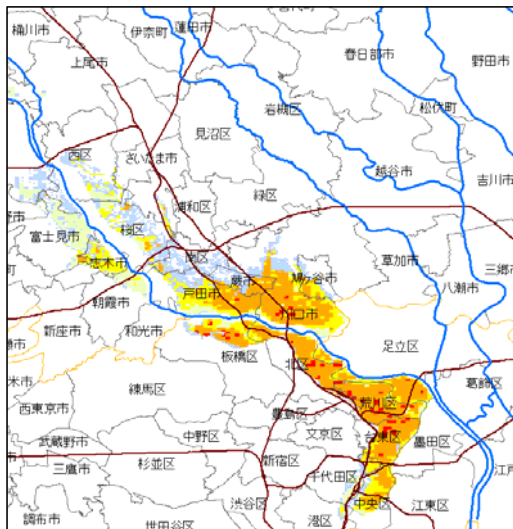 桶川市
伊奈町
蓮田市
上尾市
春日部市
野田市
岩槻区
松伏町
西区
さいたま市
見沼区
越谷市
吉川市
浦和区
緑区
桜区
富士見市
南区
草加市
三郷市
志木市
蕨市
鳩ヶ谷市
戸田市
八潮市
朝霞市
川口市
新座市
和光市
足立区
板橋区
北区
葛飾区
練馬区
荒川区
西東京市
豊島区
文京区
台東区
墨田区
武蔵野市
中野区
三鷹市
杉並区
新宿区
千代田区
渋谷区
中央区
江東区
調布市
世田谷区
港区